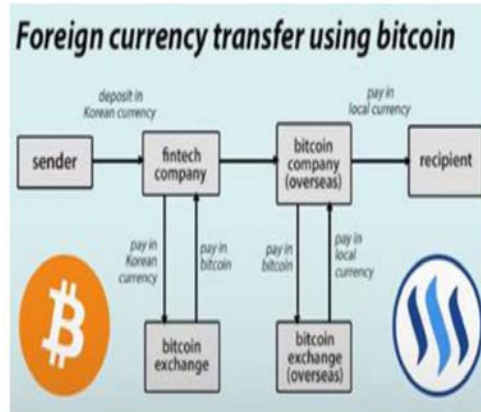 Foreign currency transfer using bitcoin
deposit in
Korean currency
pay in
local currency
sender
fintech
company
bitcoin
company
(overseas)
recipient
pay in
Korean
currency
pay in
bitcoin
pay in
bitcoin
pay in
local
currency
bitcoin
exchange
bitcoin
exchange
(overseas)